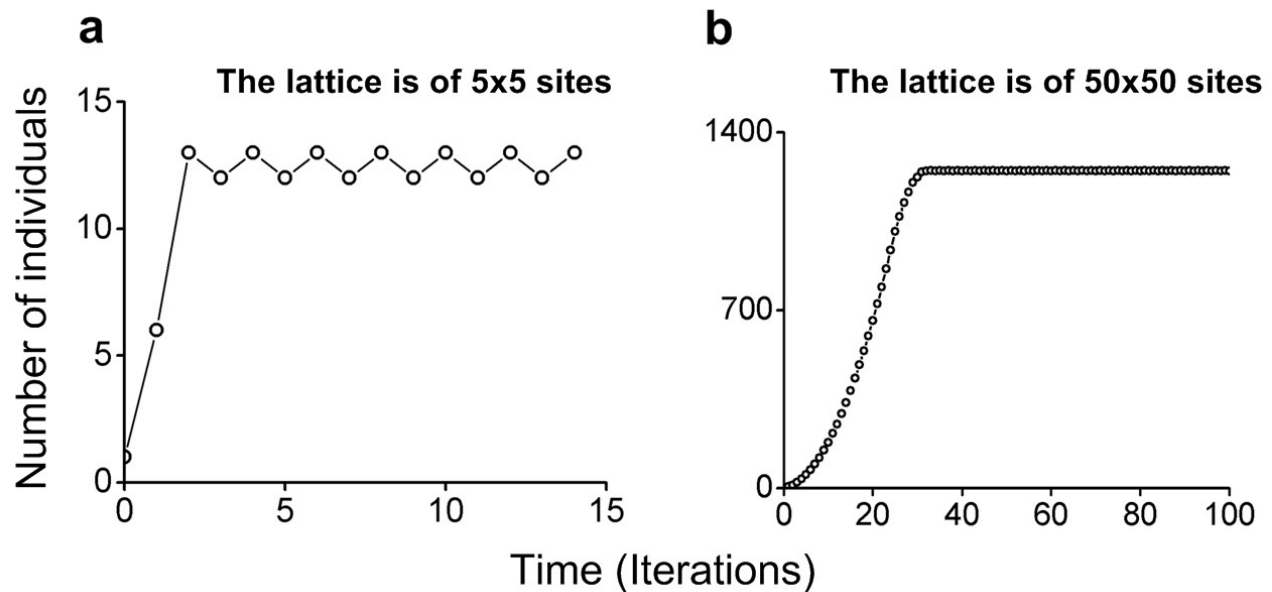 a
The lattice is of 5x5 sites
Number of individuals
15
10
5
0
0 5 10 15
b
The lattice is of 50x50 sites
1400
700
0
0 20 40 60 80 100
Time (Iterations)